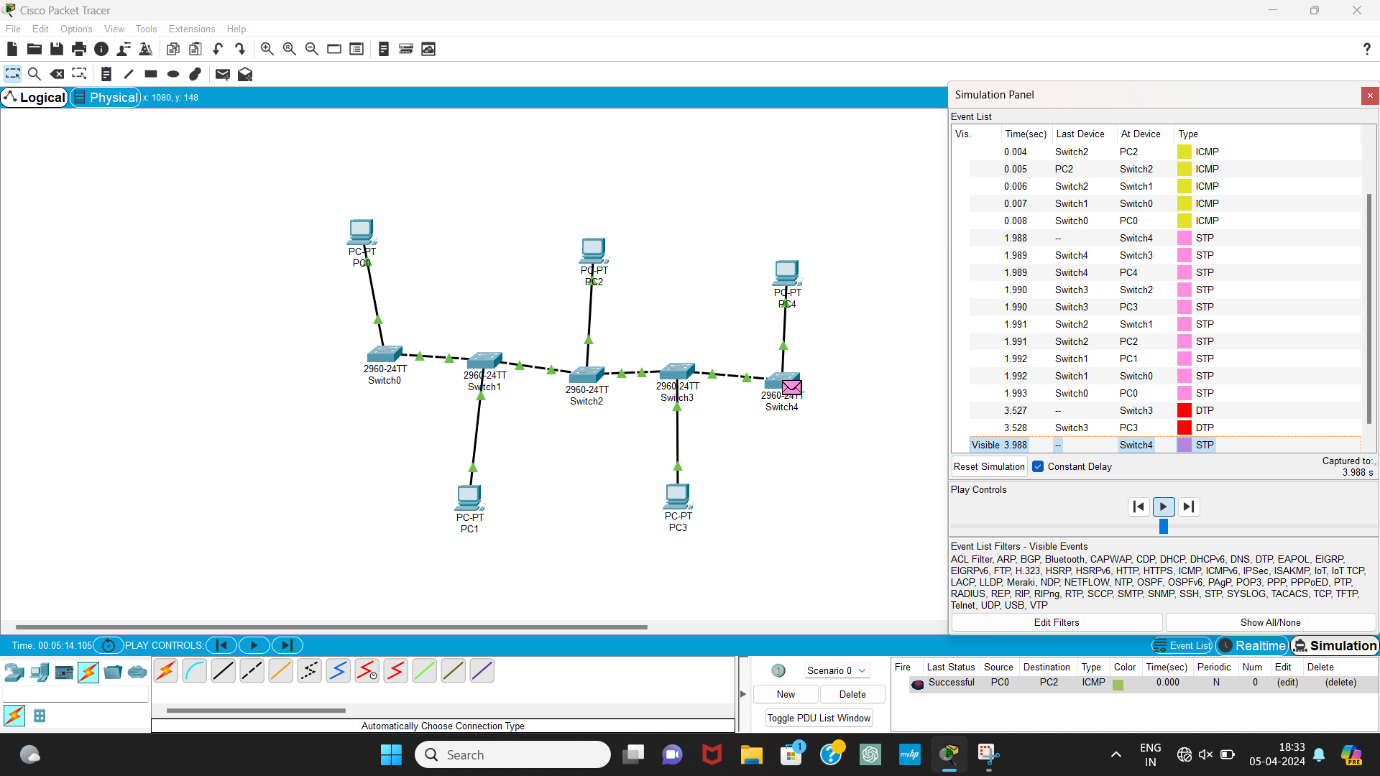 Cisco Packet Tracer
File Edit Options View Tools Extensions Help
?
Logical Physical x: 1080, y: 148
Simulation Panel
Event List
Vis. Time(sec) Last Device At Device Type
0.004 Switch2 PC2 ICMP
0.005 PC2 Switch2 ICMP
0.006 Switch2 Switch1 ICMP
0.007 Switch1 Switch0 ICMP
0.008 Switch0 PC0 ICMP
1.988 -- Switch4 STP
1.989 Switch4 Switch3 STP
1.989 Switch4 PC4 STP
1.990 Switch3 Switch2 STP
1.990 Switch3 PC3 STP
1.991 Switch2 Switch1 STP
1.991 Switch2 PC2 STP
1.992 Switch1 PC1 STP
1.992 Switch1 Switch0 STP
1.993 Switch0 PC0 STP
3.527 -- Switch3 DTP
3.528 Switch3 PC3 DTP
Visible 3.988 -- Switch4 STP
Reset Simulation Constant Delay Captured to:,
3.988 s
Play Controls
Event List Filters - Visible Events
ACL Filter, ARP, BGP, Bluetooth, CAPWAP, CDP, DHCP, DHCPv6, DNS, DTP, EAPOL, EIGRP,
EIGRPv6, FTP, H.323, HSRP, HSRPv6, HTTP, HTTPS, ICMP, ICMPv6, IPSec, ISAKMP, IoT, IoT TCP,
LACP, LLDP, Meraki, NDP, NETFLOW, NTP, OSPF, OSPFv6, PAgP, POP3, PPP, PPPoED, PTP,
RADIUS, REP, RIP, RIPng, RTP, SCCP, SMTP, SNMP, SSH, STP, SYSLOG, TACACS, TCP, TFTP,
Telnet, UDP, USB, VTP
Edit Filters Show All/None
PC-PT
PC0
PC-PT
PC2
PC-PT
PC4
2960-24TT
Switch0
2960-24TT
Switch1
2960-24TT
Switch2
2960-24TT
Switch3
2960-24TT
Switch4
PC-PT
PC1
PC-PT
PC3
Time: 00:05:14.105 PLAY CONTROLS: Event List Realtime Simulation
Scenario 0
New Delete
Toggle PDU List Window
Fire Last Status Source Destination Type Color Time(sec) Periodic Num Edit Delete
Successful PC0 PC2 ICMP 0.000 N 0 (edit) (delete)
Automatically Choose Connection Type
Search
1
mdp
ENG
IN
18:33
05-04-2024
PRE